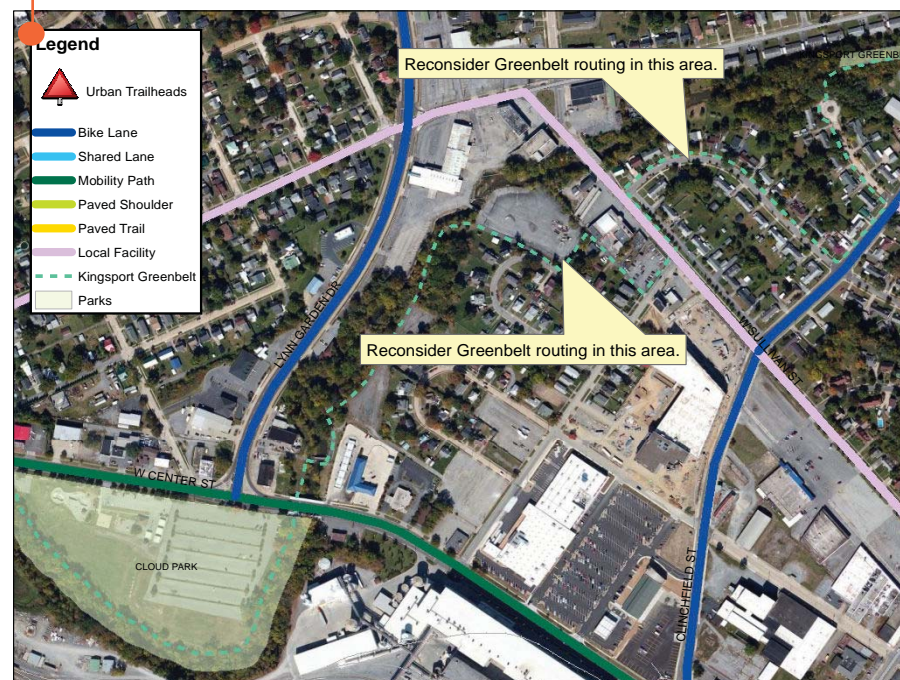 Legend
Urban Trailheads
Bike Lane
Shared Lane
Mobility Path
Paved Shoulder
Paved Trail
Local Facility
Kingsport Greenbelt
Parks
Reconsider Greenbelt routing in this area.
Reconsider Greenbelt routing in this area.
LYNN GARDEN DR
W SULLIVAN ST
W CENTER ST
CLOUD PARK
CLINCHFIELD ST